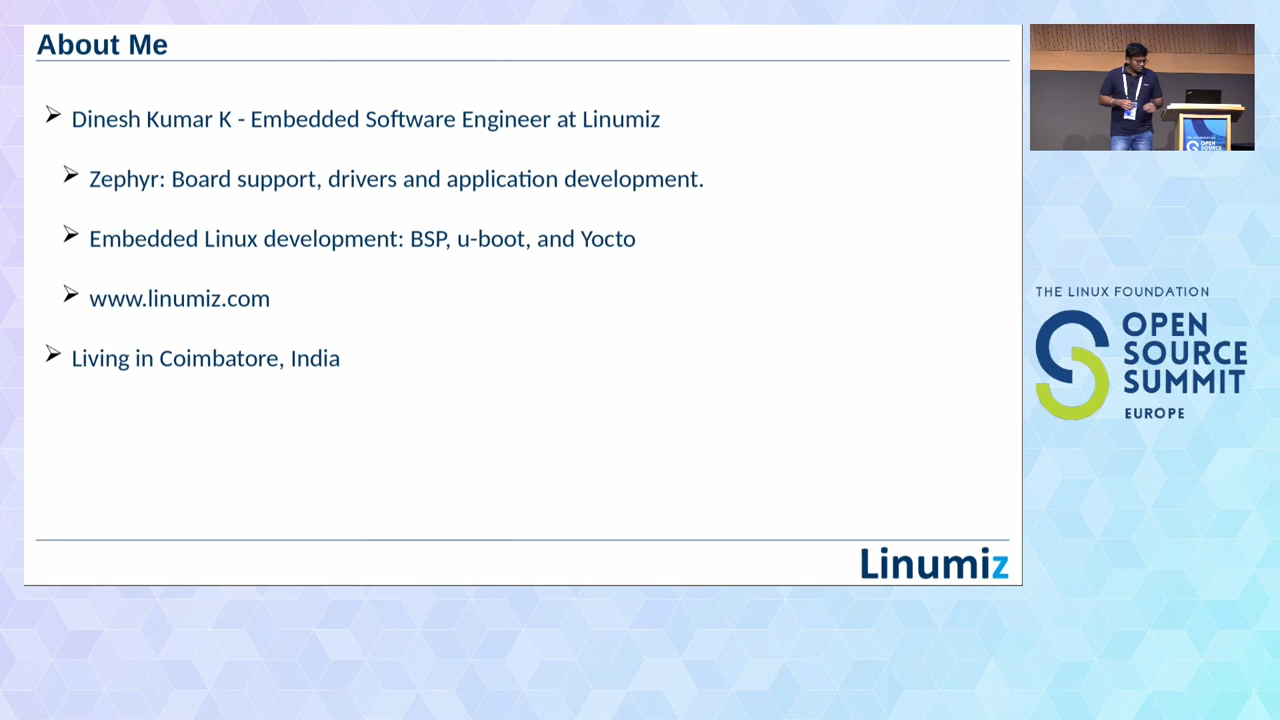 About Me
Dinesh Kumar K - Embedded Software Engineer at Linumiz
Zephyr: Board support, drivers and application development.
Embedded Linux development: BSP, u-boot, and Yocto
www.linumiz.com
Living in Coimbatore, India
Linumiz
OPEN
SOURCE
THE LINUX FOUNDATION
OPEN
SOURCE
SUMMIT
EUROPE